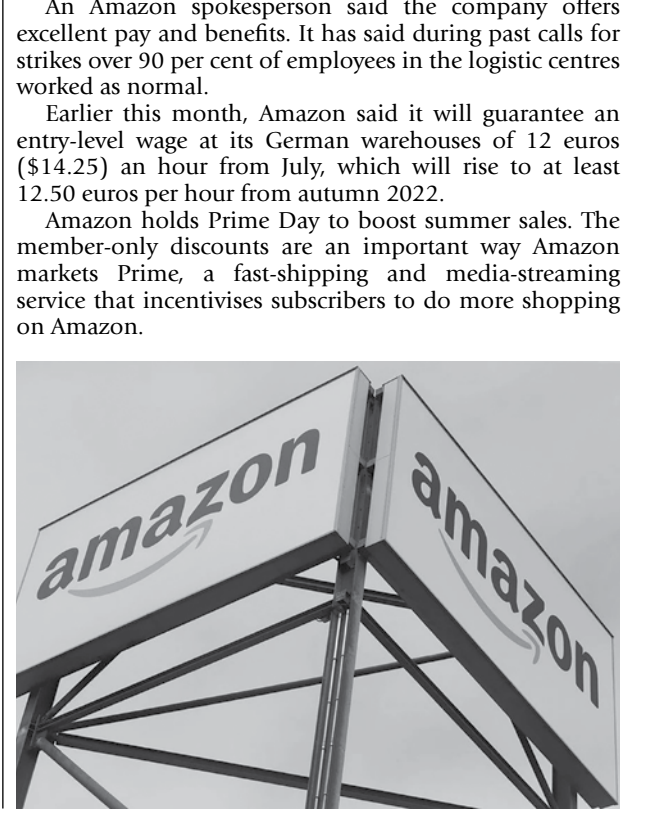 An Amazon spokesperson said the company offers
excellent pay and benefits. It has said during past calls for
strikes over 90 per cent of employees in the logistic centres
worked as normal.
Earlier this month, Amazon said it will guarantee an
entry-level wage at its German warehouses of 12 euros
($14.25) an hour from July, which will rise to at least
12.50 euros per hour from autumn 2022.
Amazon holds Prime Day to boost summer sales. The
member-only discounts are an important way Amazon
markets Prime, a fast-shipping and media-streaming
service that incentivises subscribers to do more shopping
on Amazon.
amazon
amazon